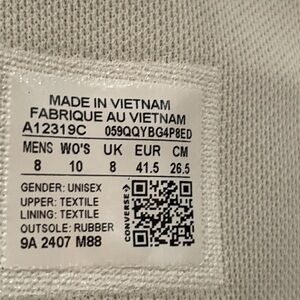 MADE IN VIETNAM
FABRIQUE AU VIETNAM
A12319C 059QQYBG4P8ED
MENS WO'S UK EUR CM
8 10 8 41.5 26.5
GENDER: UNISEX
UPPER: TEXTILE
LINING: TEXTILE
OUTSOLE: RUBBER
9A 2407 M88
CONVERSE